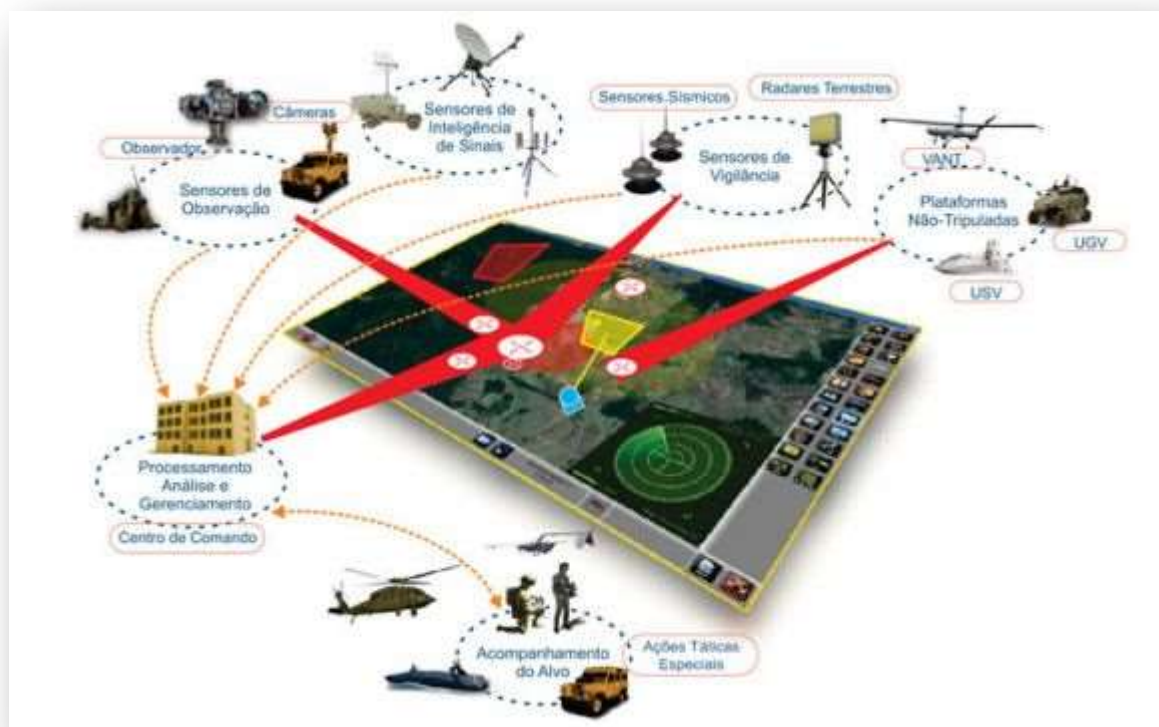 Câmeras
Observador
Sensores de
Observação
Sensores de
Inteligência
de Sinais
Sensores Sísmicos
Radares Terrestres
Sensores de
Vigilância
VANT
Plataformas
Não-Tripuladas
UGV
USV
Processamento
Análise e
Gerenciamento
Centro de Comando
Acompanhamento
do Alvo
Ações Táticas
Especiais